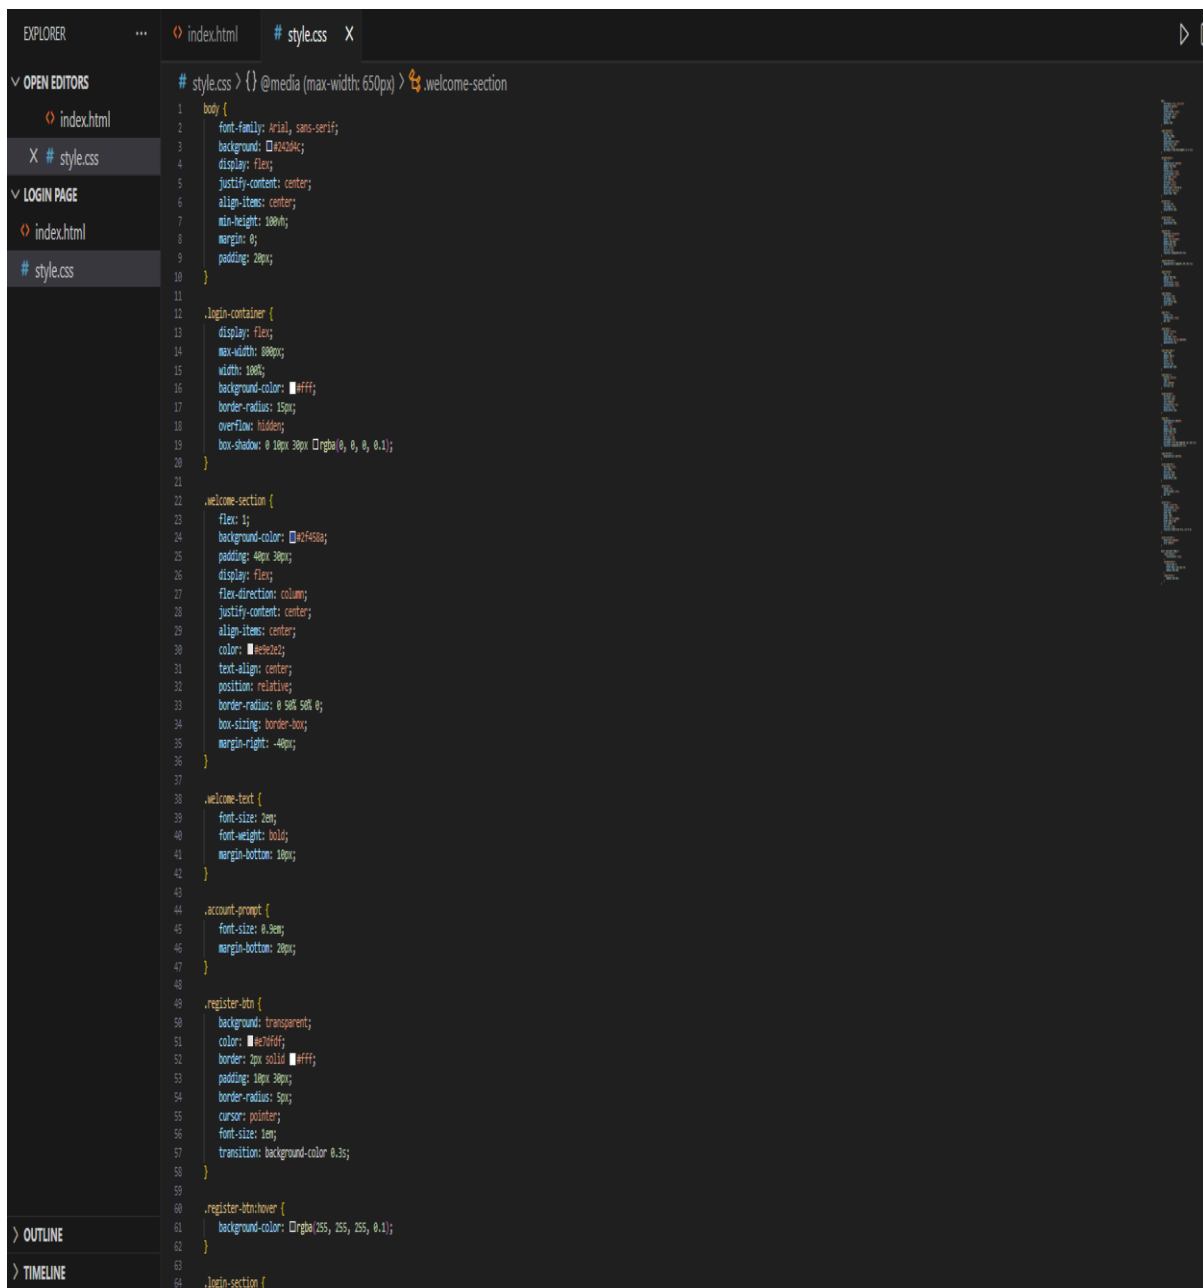 EXPLORER
index.html
# style.css X
OPEN EDITORS
index.html
X # style.css
LOGIN PAGE
index.html
# style.css
# style.css > {} @media (max-width: 650px) > .welcome-section
1 body {
2 font-family: Arial, sans-serif;
3 background: #242d4c;
4 display: flex;
5 justify-content: center;
6 align-items: center;
7 min-height: 100vh;
8 margin: 0;
9 padding: 20px;
10 }
11
12 .login-container {
13 display: flex;
14 max-width: 800px;
15 width: 100%;
16 background-color: #fff;
17 border-radius: 15px;
18 overflow: hidden;
19 box-shadow: 0 10px 30px rgba(0, 0, 0, 0.1);
20 }
21
22 .welcome-section {
23 flex: 1;
24 background-color: #2f458a;
25 padding: 40px 30px;
26 display: flex;
27 flex-direction: column;
28 justify-content: center;
29 align-items: center;
30 color: #e9e2e2;
31 text-align: center;
32 position: relative;
33 border-radius: 0 50% 50% 0;
34 box-sizing: border-box;
35 margin-right: -40px;
36 }
37
38 .welcome-text {
39 font-size: 2em;
40 font-weight: bold;
41 margin-bottom: 10px;
42 }
43
44 .account-prompt {
45 font-size: 0.9em;
46 margin-bottom: 20px;
47 }
48
49 .register-btn {
50 background: transparent;
51 color: #e7dfdf;
52 border: 2px solid #fff;
53 padding: 10px 30px;
54 border-radius: 5px;
55 cursor: pointer;
56 font-size: 1em;
57 transition: background-color 0.3s;
58 }
59
60 .register-btn:hover {
61 background-color: rgba(255, 255, 255, 0.1);
62 }
63
64 .login-section {
OUTLINE
TIMELINE